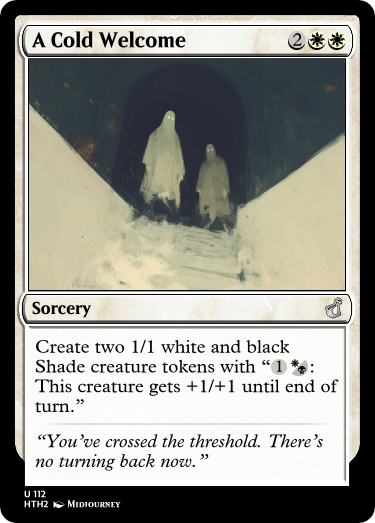 A Cold Welcome 2
Sorcery
Create two 1/1 white and black
Shade creature tokens with “1 :
This creature gets +1/+1 until end of
turn.”
“You’ve crossed the threshold. There’s
no turning back now.”
U 112
HTH2 Midjourney